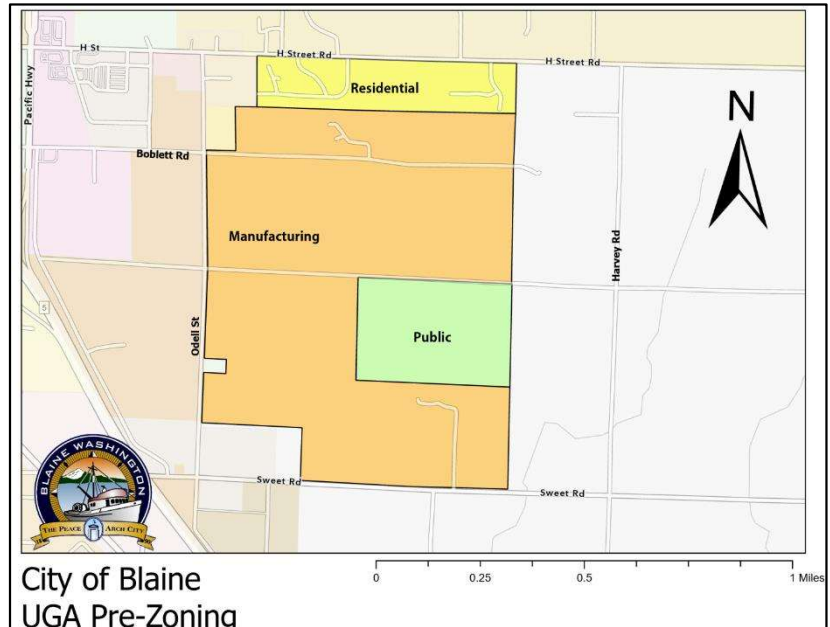 H St
H Street Rd
H Street Rd
Pacific Hwy
Residential
N
Boblett Rd
Manufacturing
Harvey Rd
5
Odell St
Public
BLAINE WASHINGTON
THE PEACE ARCH CITY
Sweet Rd
Sweet Rd
City of Blaine
UGA Pre-Zoning
0 0.25 0.5 1 Miles